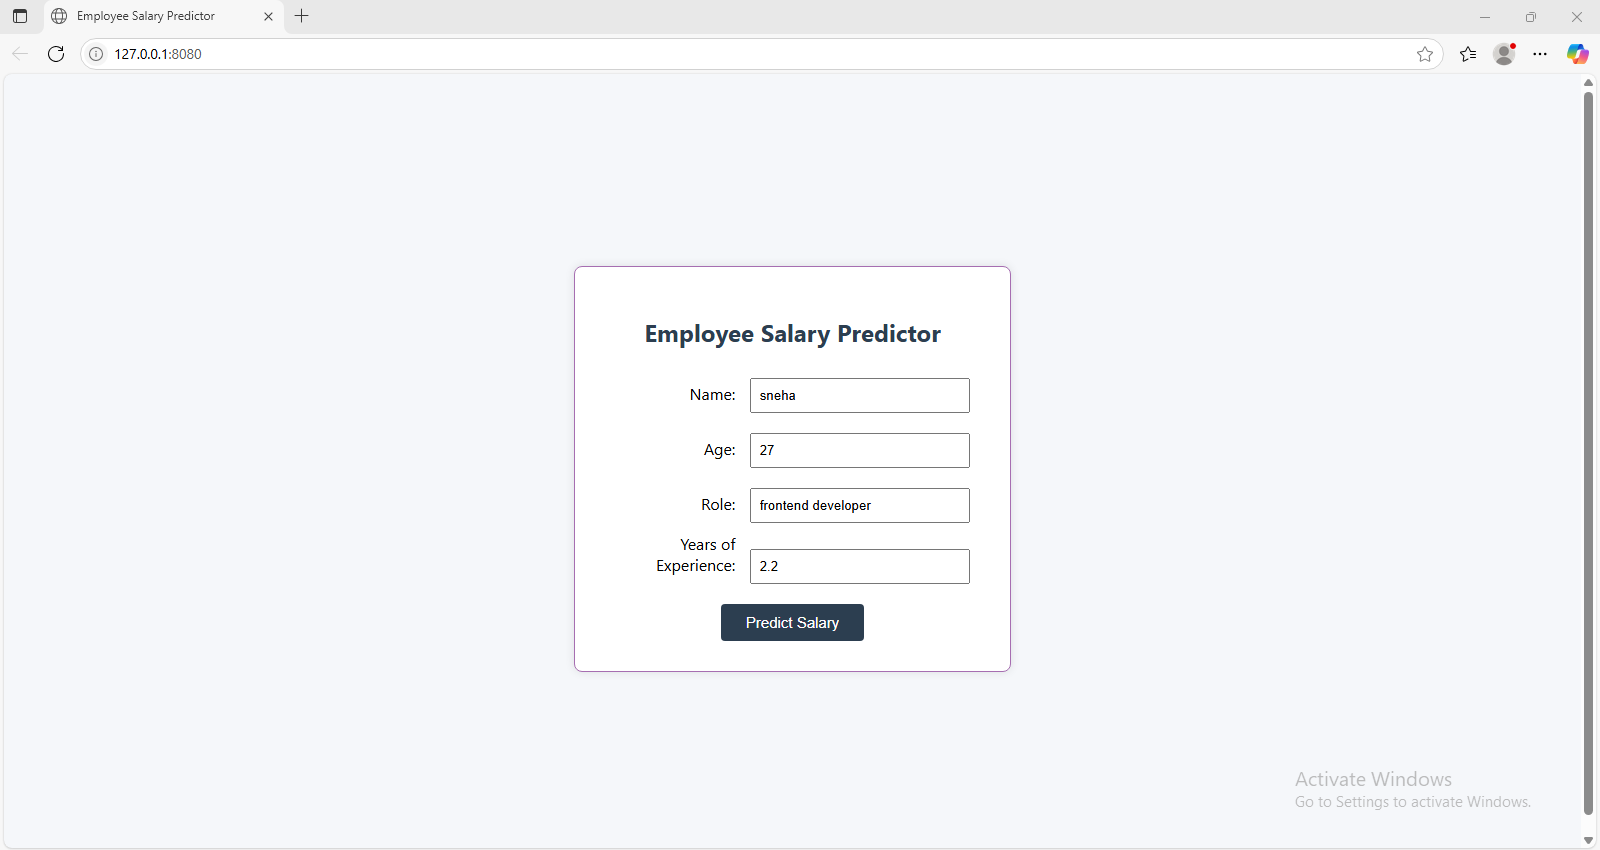 Employee Salary Predictor
127.0.0.1:8080
Employee Salary Predictor
Name: sneha
Age: 27
Role: frontend developer
Years of
Experience: 2.2
Predict Salary
Activate Windows
Go to Settings to activate Windows.